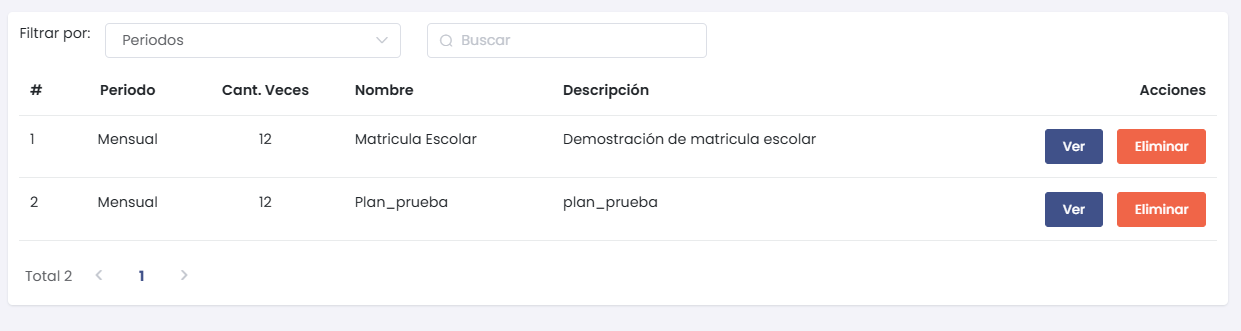 Filtrar por: Periodos Buscar
# Periodo Cant. Veces Nombre Descripción Acciones
1 Mensual 12 Matricula Escolar Demostración de matricula escolar Ver Eliminar
2 Mensual 12 Plan_prueba plan_prueba Ver Eliminar
Total 2 1